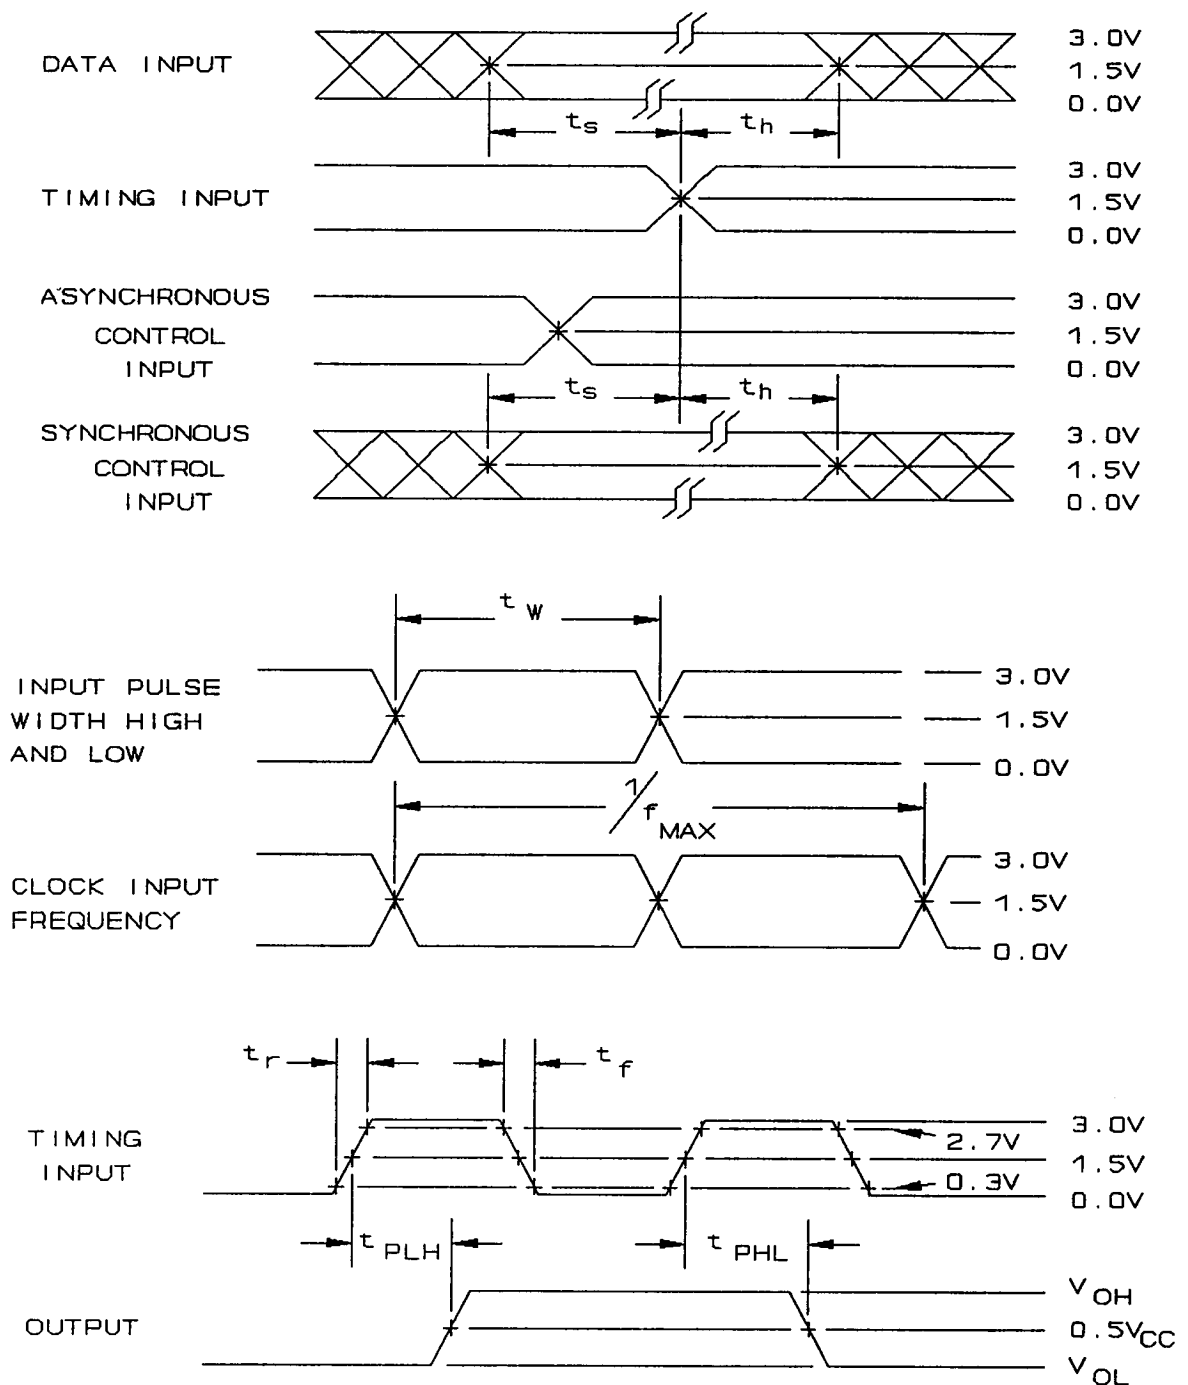 DATA INPUT
3.0V
1.5V
0.0V
ts
th
TIMING INPUT
3.0V
1.5V
0.0V
ASYNCHRONOUS
CONTROL
INPUT
3.0V
1.5V
0.0V
ts
th
SYNCHRONOUS
CONTROL
INPUT
3.0V
1.5V
0.0V
tW
INPUT PULSE
WIDTH HIGH
AND LOW
3.0V
1.5V
0.0V
1/fMAX
CLOCK INPUT
FREQUENCY
3.0V
1.5V
0.0V
tr
tf
TIMING
INPUT
3.0V
2.7V
1.5V
0.3V
0.0V
tPLH
tPHL
OUTPUT
VOH
0.5VCC
VOL